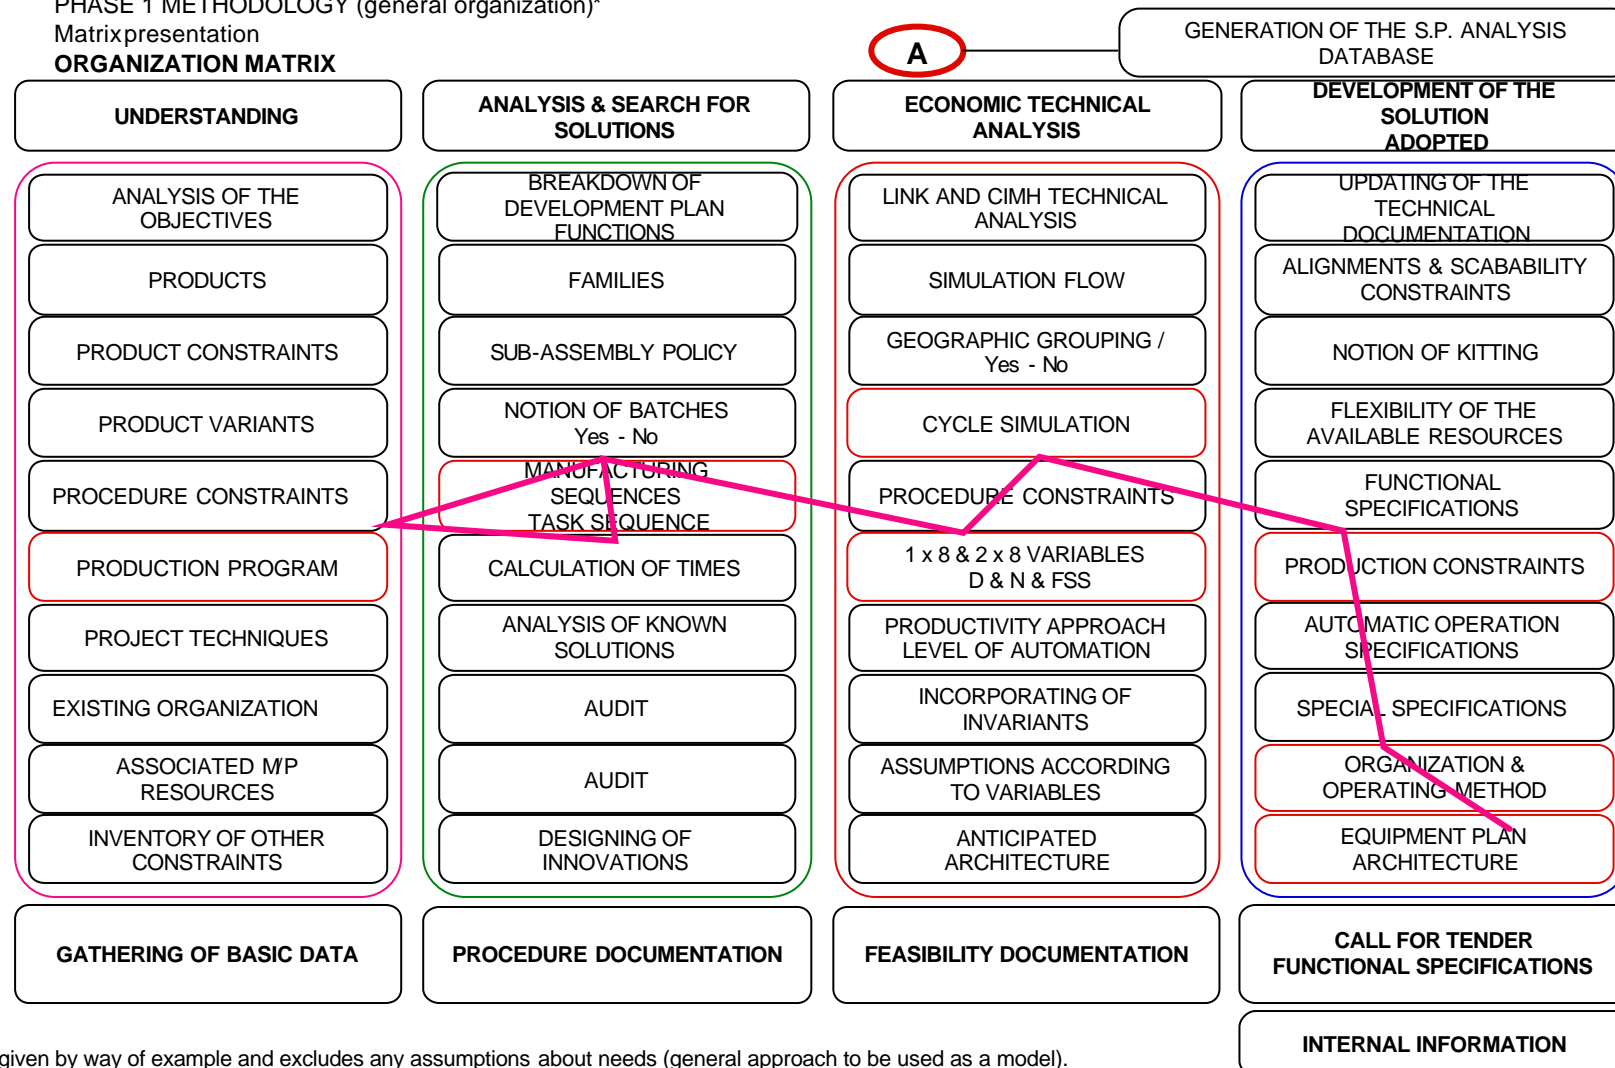 PHASE 1 METHODOLOGY (general organization)*
Matrix presentation
ORGANIZATION MATRIX
A
GENERATION OF THE S.P. ANALYSIS
DATABASE
UNDERSTANDING
ANALYSIS OF THE
OBJECTIVES
PRODUCTS
PRODUCT CONSTRAINTS
PRODUCT VARIANTS
PROCEDURE CONSTRAINTS
PRODUCTION PROGRAM
PROJECT TECHNIQUES
EXISTING ORGANIZATION
ASSOCIATED M/P
RESOURCES
INVENTORY OF OTHER
CONSTRAINTS
GATHERING OF BASIC DATA
ANALYSIS & SEARCH FOR
SOLUTIONS
BREAKDOWN OF
DEVELOPMENT PLAN
FUNCTIONS
FAMILIES
SUB-ASSEMBLY POLICY
NOTION OF BATCHES
Yes - No
MANUFACTURING
SEQUENCES
TASK SEQUENCE
CALCULATION OF TIMES
ANALYSIS OF KNOWN
SOLUTIONS
AUDIT
AUDIT
DESIGNING OF
INNOVATIONS
PROCEDURE DOCUMENTATION
ECONOMIC TECHNICAL
ANALYSIS
LINK AND CIMH TECHNICAL
ANALYSIS
SIMULATION FLOW
GEOGRAPHIC GROUPING /
Yes - No
CYCLE SIMULATION
PROCEDURE CONSTRAINTS
1 x 8 & 2 x 8 VARIABLES
D & N & FSS
PRODUCTIVITY APPROACH
LEVEL OF AUTOMATION
INCORPORATING OF
INVARIANTS
ASSUMPTIONS ACCORDING
TO VARIABLES
ANTICIPATED
ARCHITECTURE
FEASIBILITY DOCUMENTATION
DEVELOPMENT OF THE
SOLUTION
ADOPTED
UPDATING OF THE
TECHNICAL
DOCUMENTATION
ALIGNMENTS & SCABABILITY
CONSTRAINTS
NOTION OF KITTING
FLEXIBILITY OF THE
AVAILABLE RESOURCES
FUNCTIONAL
SPECIFICATIONS
PRODUCTION CONSTRAINTS
AUTOMATIC OPERATION
SPECIFICATIONS
SPECIAL SPECIFICATIONS
ORGANIZATION &
OPERATING METHOD
EQUIPMENT PLAN
ARCHITECTURE
CALL FOR TENDER
FUNCTIONAL SPECIFICATIONS
INTERNAL INFORMATION
given by way of example and excludes any assumptions about needs (general approach to be used as a model).